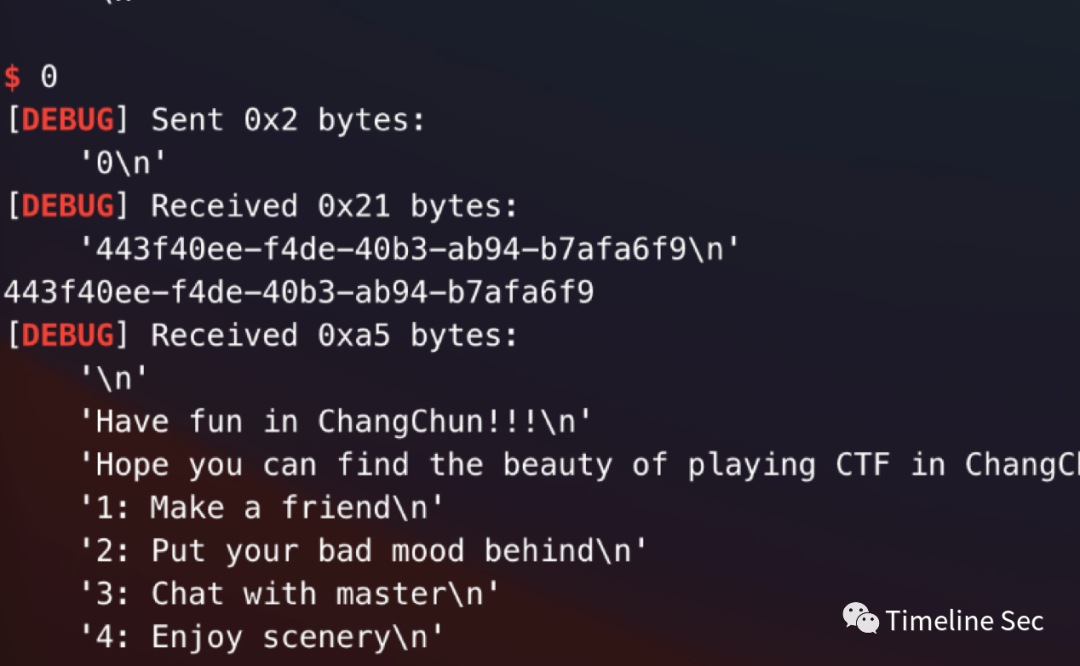 $ 0
[DEBUG] Sent 0x2 bytes:
'0\n'
[DEBUG] Received 0x21 bytes:
'443f40ee-f4de-40b3-ab94-b7afa6f9\n'
443f40ee-f4de-40b3-ab94-b7afa6f9
[DEBUG] Received 0xa5 bytes:
'\n'
'Have fun in ChangChun!!!\n'
'Hope you can find the beauty of playing CTF in ChangC
'1: Make a friend\n'
'2: Put your bad mood behind\n'
'3: Chat with master\n'
'4: Enjoy scenery\n'
Timeline Sec